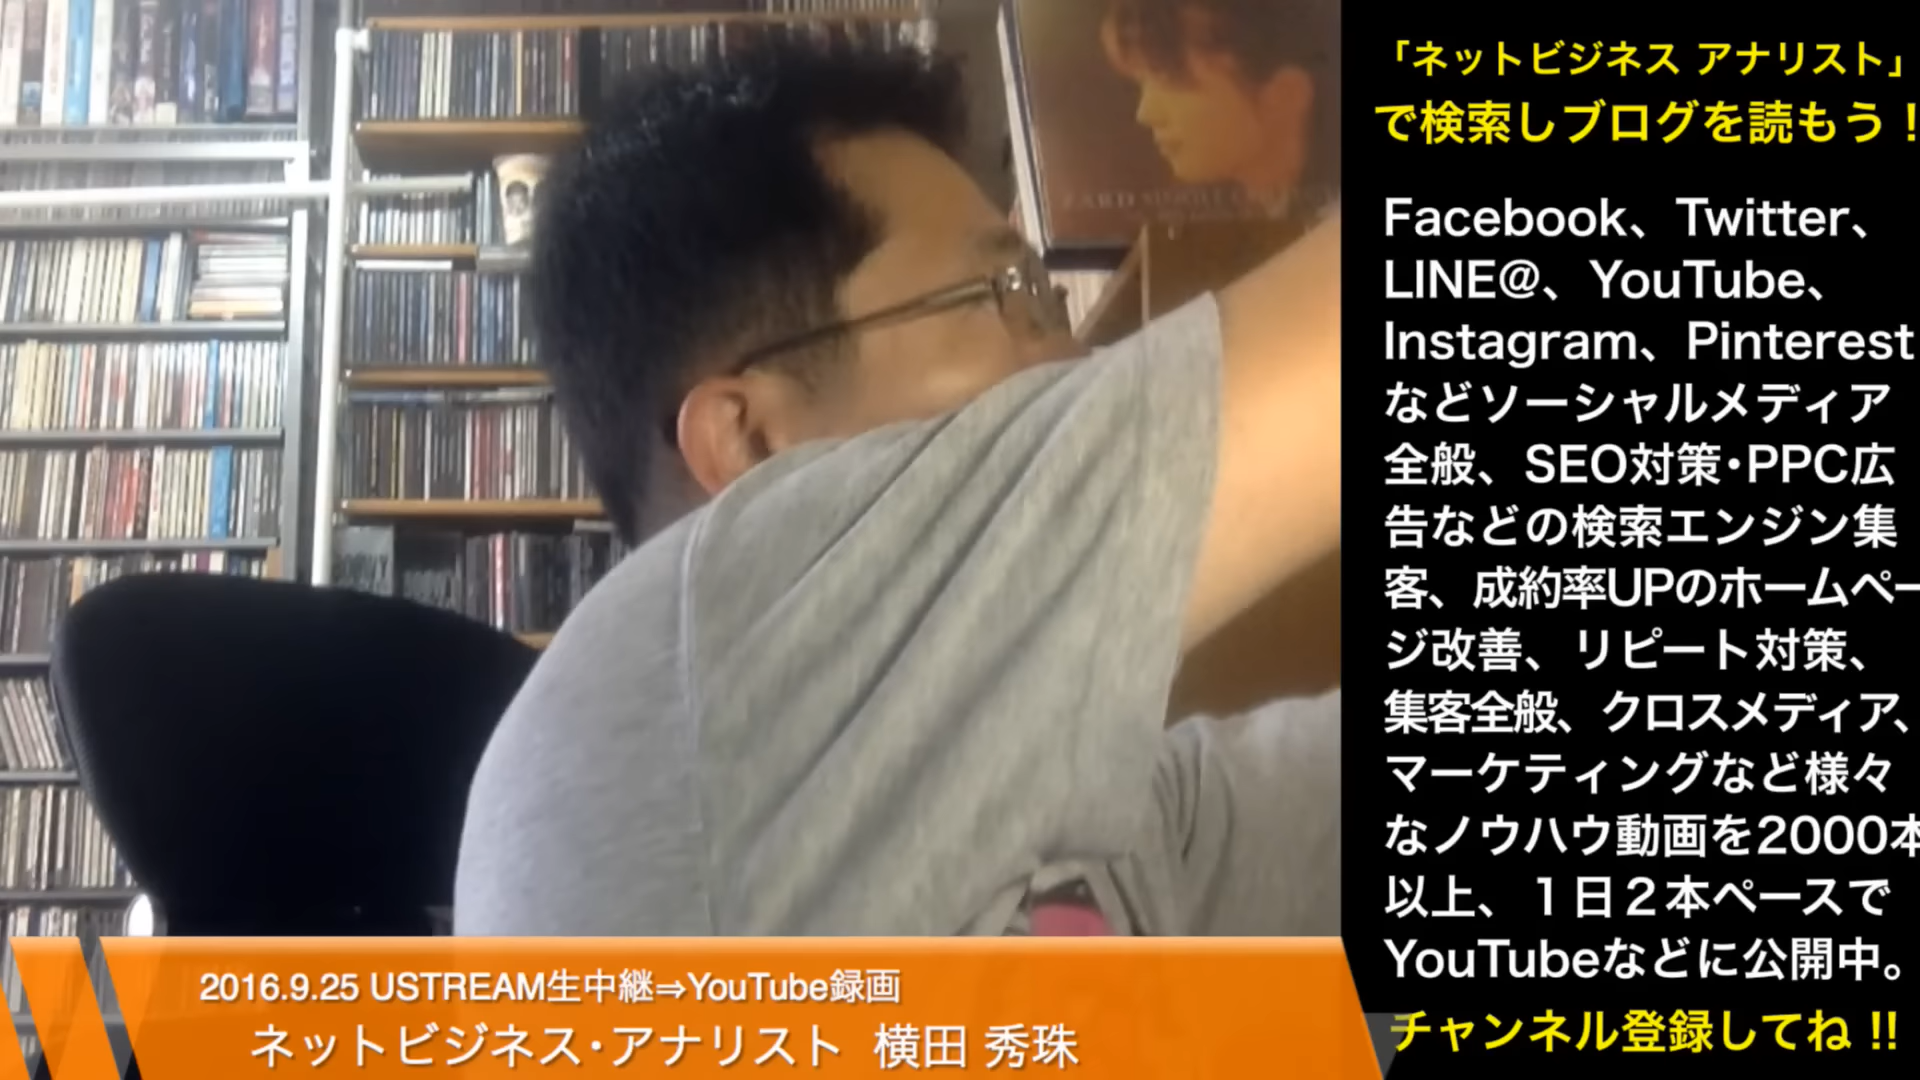 「ネットビジネス アナリスト」
で検索しブログを読もう！
Facebook、Twitter、
LINE@、YouTube、
Instagram、Pinterest
などソーシャルメディア
全般、SEO対策・PPC広
告などの検索エンジン集
客、成約率UPのホームペー
ジ改善、リピート対策、
集客全般、クロスメディア、
マーケティングなど様々
なノウハウ動画を2000本
以上、１日２本ペースで
YouTubeなどに公開中。
チャンネル登録してね !!
ZARD
2016.9.25 USTREAM生中継⇒YouTube録画
ネットビジネス・アナリスト 横田 秀珠